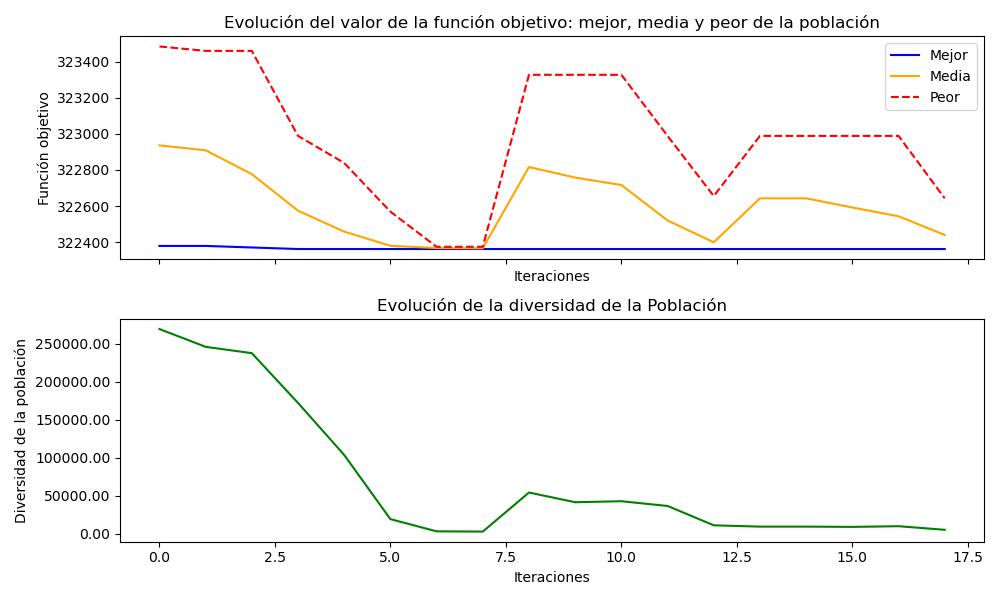 Evolución del valor de la función objetivo: mejor, media y peor de la población
Función objetivo
323400
323200
323000
322800
322600
322400
Mejor
Media
Peor
Iteraciones
Evolución de la diversidad de la Población
Diversidad de la población
250000.00
200000.00
150000.00
100000.00
50000.00
0.00
0.0 2.5 5.0 7.5 10.0 12.5 15.0 17.5
Iteraciones